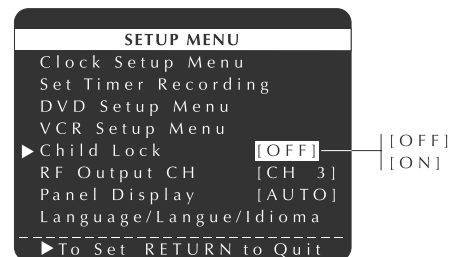 SETUP MENU
Clock Setup Menu
Set Timer Recording
DVD Setup Menu
VCR Setup Menu
▶Child Lock [OFF]
[OFF]
[ON]
RF Output CH [CH 3]
Panel Display [AUTO]
Language/Langue/Idioma
▶To Set RETURN to Quit